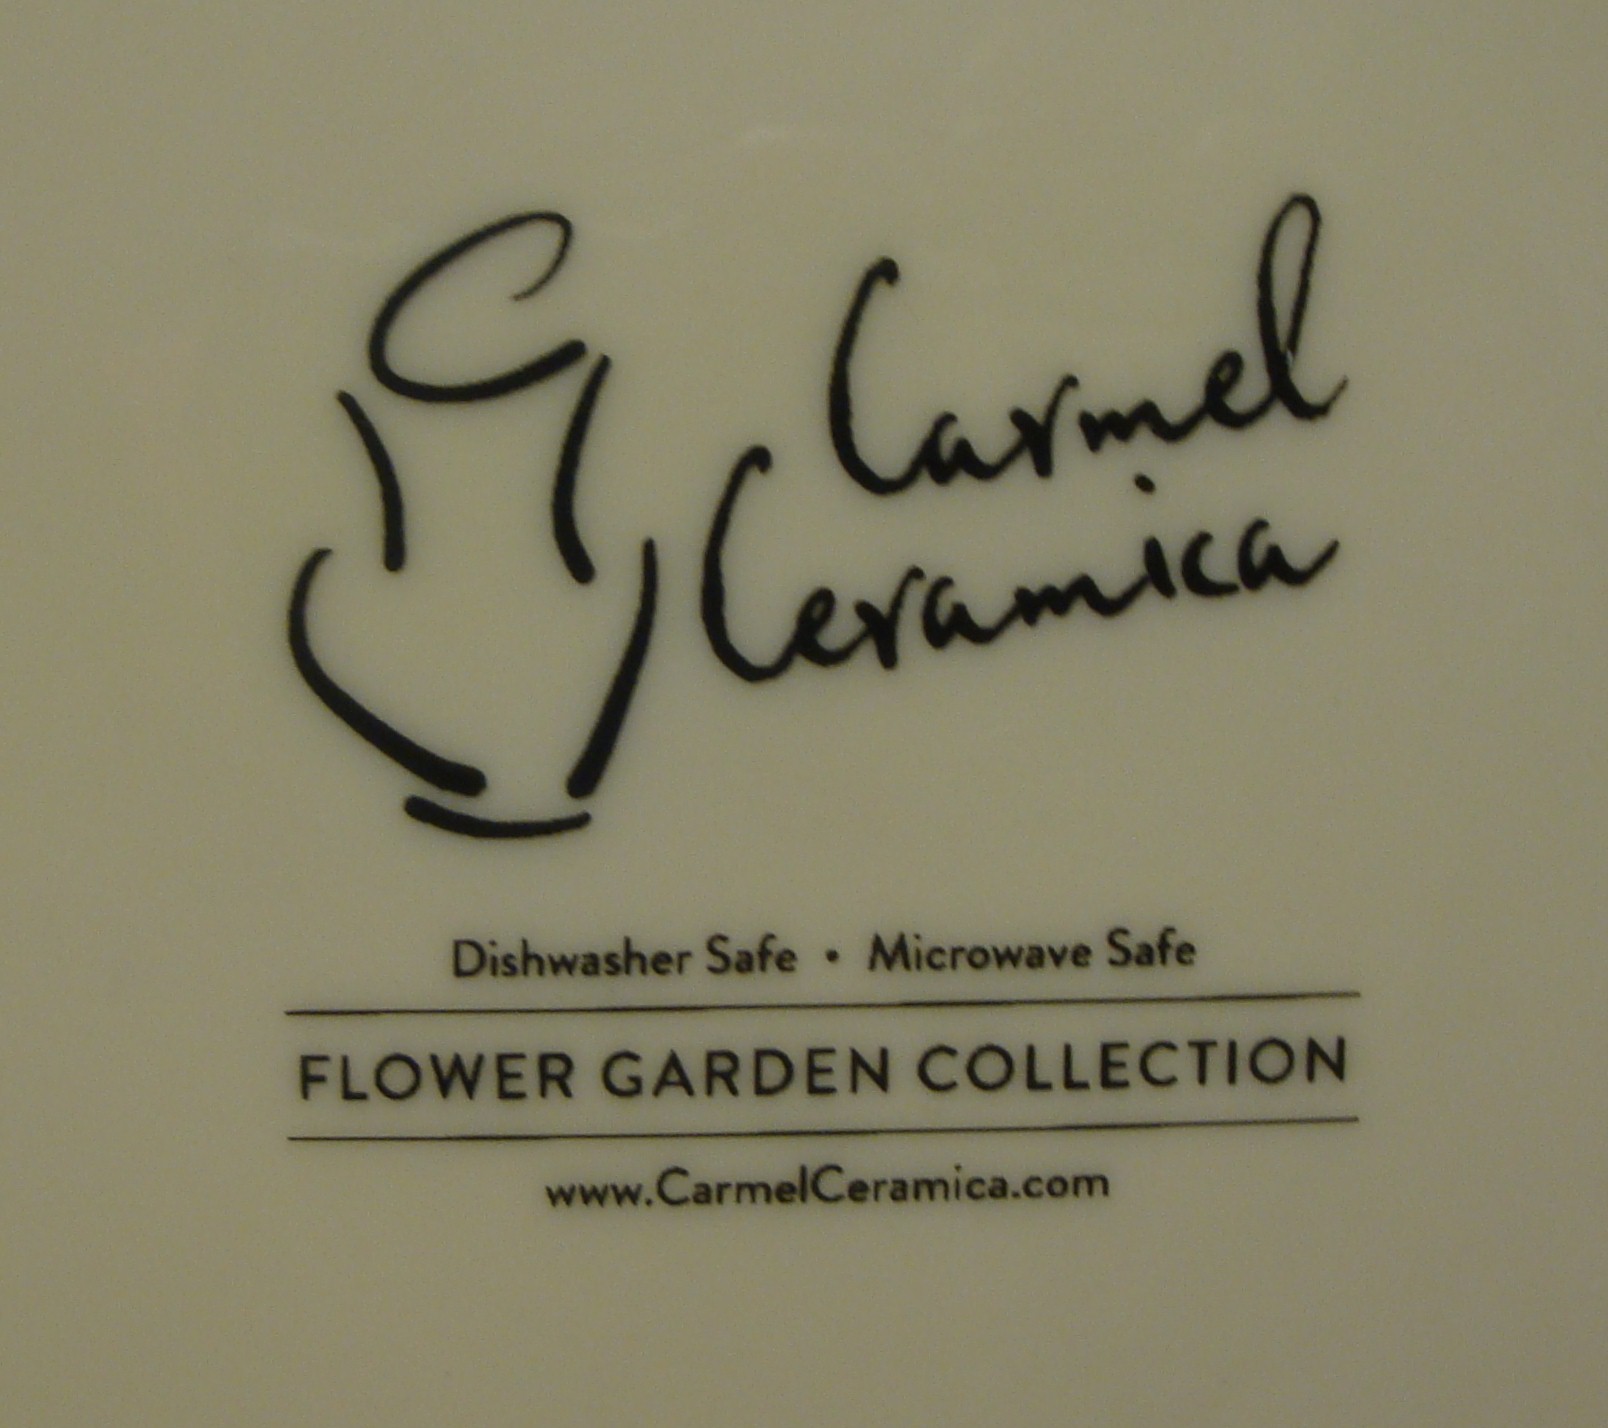 Carmel
Ceramica
Dishwasher Safe • Microwave Safe
FLOWER GARDEN COLLECTION
www.CarmelCeramica.com